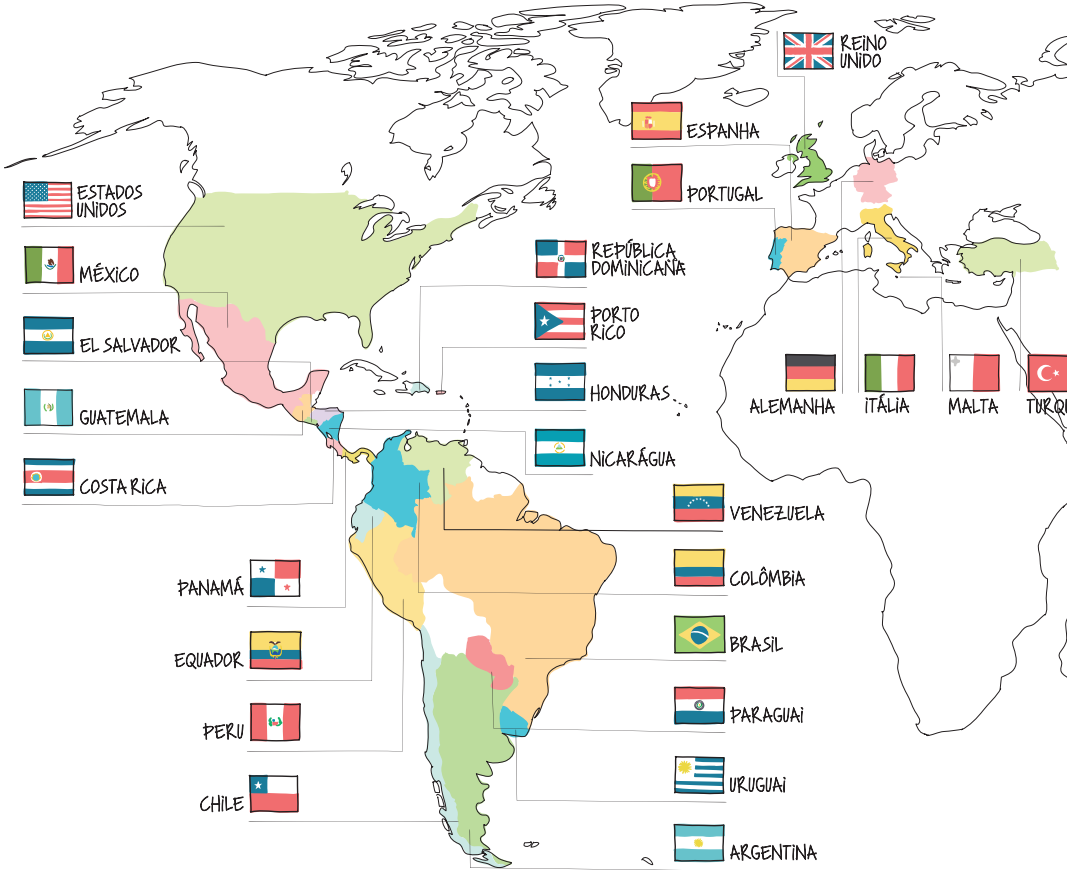 REINO
UNIDO
ESPANHA
PORTUGAL
ESTADOS
UNIDOS
MÉXICO
EL SALVADOR
GUATEMALA
COSTA RICA
REPÚBLICA
DOMINICANA
PORTO
RICO
HONDURAS
NICARÁGUA
ALEMANHA
ITÁLIA
MALTA
TURQU
PANAMÁ
EQUADOR
PERU
CHILE
VENEZUELA
COLÔMBIA
BRASIL
PARAGUAI
URUGUAI
ARGENTINA